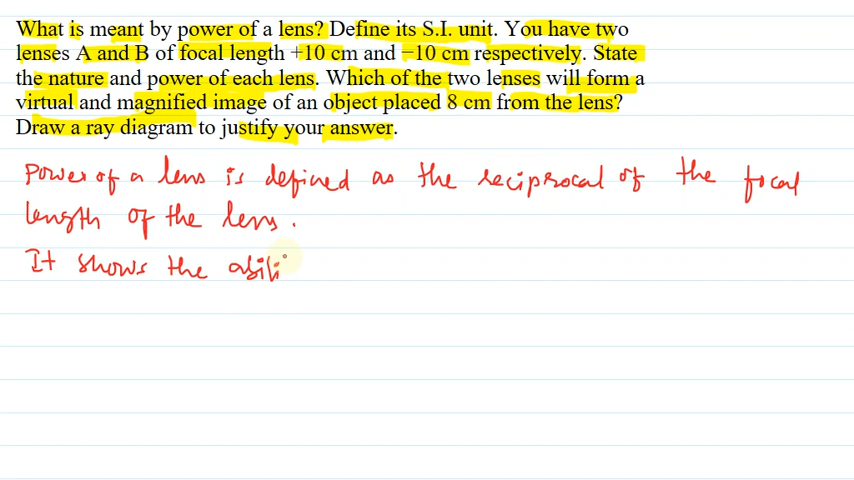 What is meant by power of a lens? Define its S.I. unit. You have two
lenses A and B of focal length +10 cm and −10 cm respectively. State
the nature and power of each lens. Which of the two lenses will form a
virtual and magnified image of an object placed 8 cm from the lens?
Draw a ray diagram to justify your answer.
Power of a lens is defined as the reciprocal of the focal
length of the lens.
It shows the abili